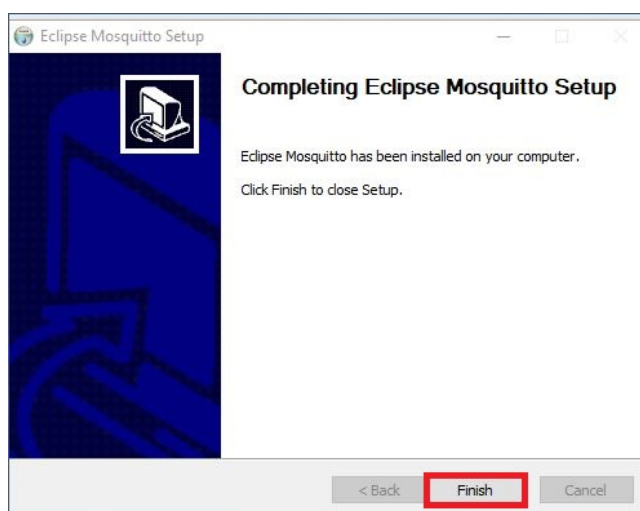 Eclipse Mosquitto Setup
Completing Eclipse Mosquitto Setup
Eclipse Mosquitto has been installed on your computer.
Click Finish to close Setup.
< Back
Finish
Cancel